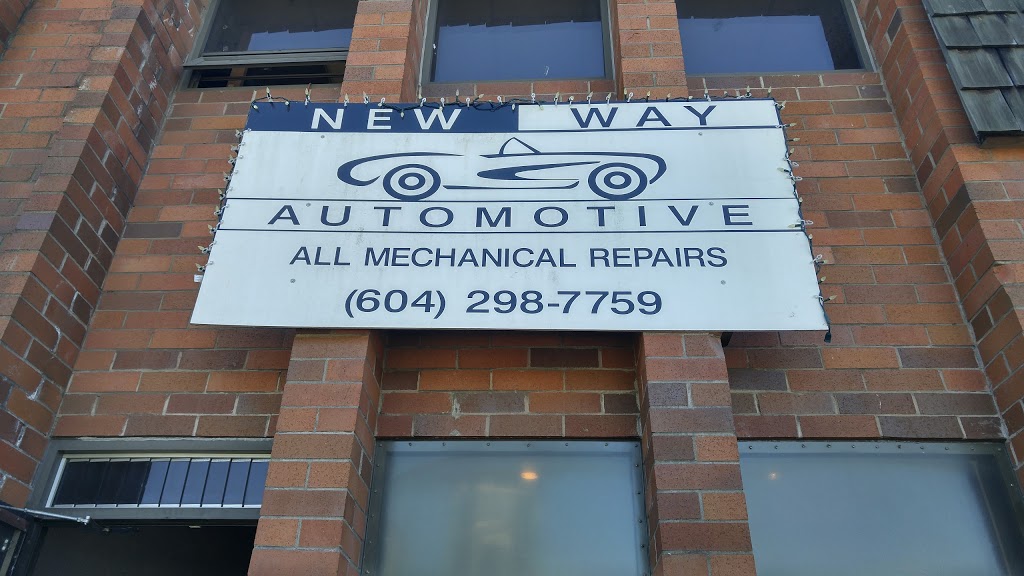 NEW WAY
AUTOMOTIVE
ALL MECHANICAL REPAIRS
(604) 298-7759